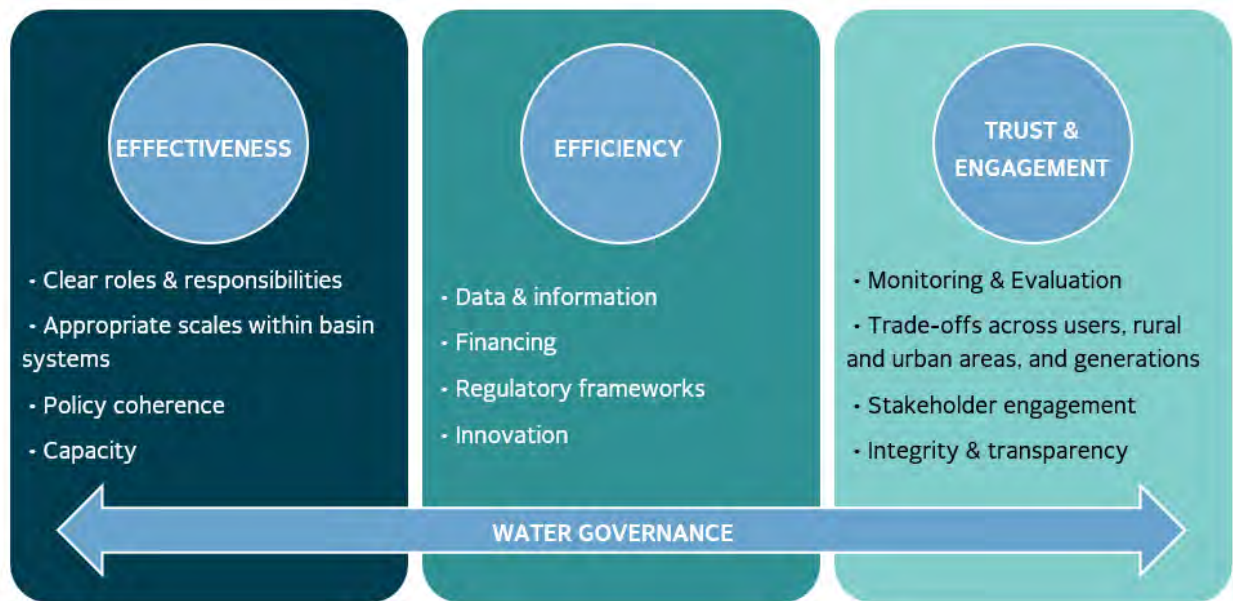 EFFECTIVENESS
• Clear roles & responsibilities
• Appropriate scales within basin
systems
• Policy coherence
• Capacity
EFFICIENCY
• Data & information
• Financing
• Regulatory frameworks
• Innovation
TRUST &
ENGAGEMENT
• Monitoring & Evaluation
• Trade-offs across users, rural
and urban areas, and generations
• Stakeholder engagement
• Integrity & transparency
WATER GOVERNANCE